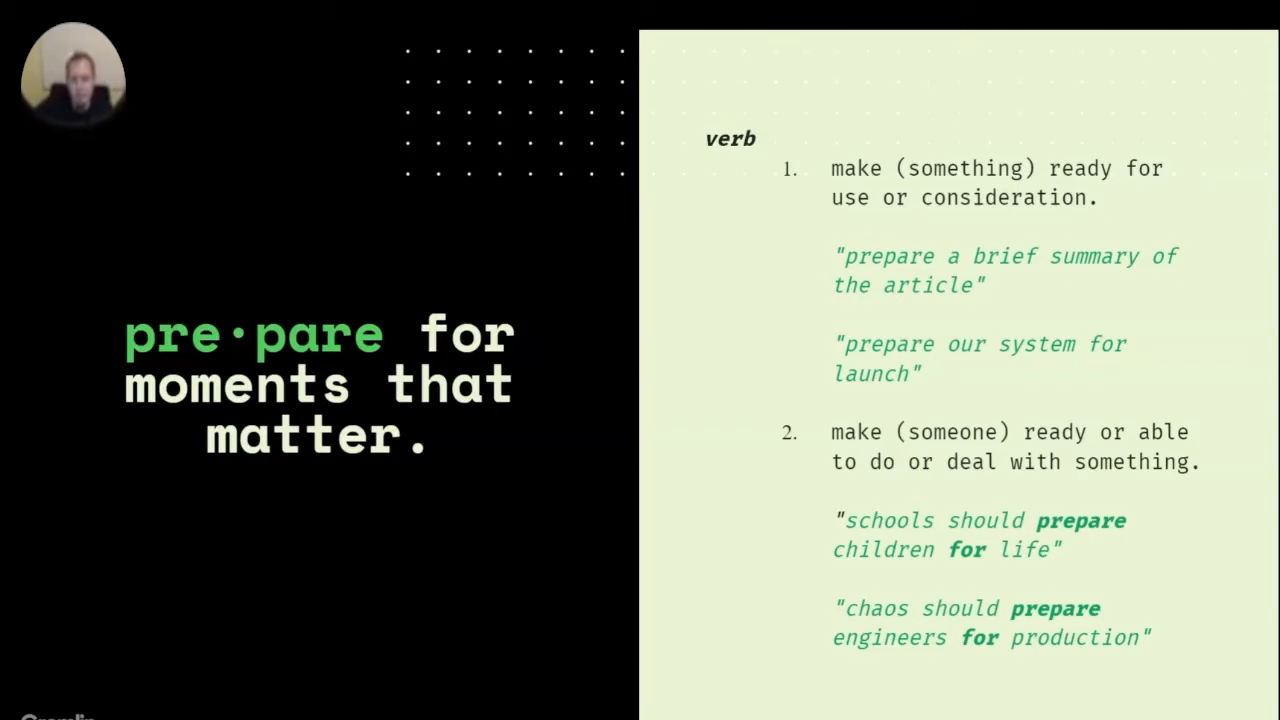 pre·pare for
moments that
matter.
verb
1. make (something) ready for
use or consideration.
"prepare a brief summary of
the article"
"prepare our system for
launch"
2. make (someone) ready or able
to do or deal with something.
"schools should prepare
children for life"
"chaos should prepare
engineers for production"
Gremlin